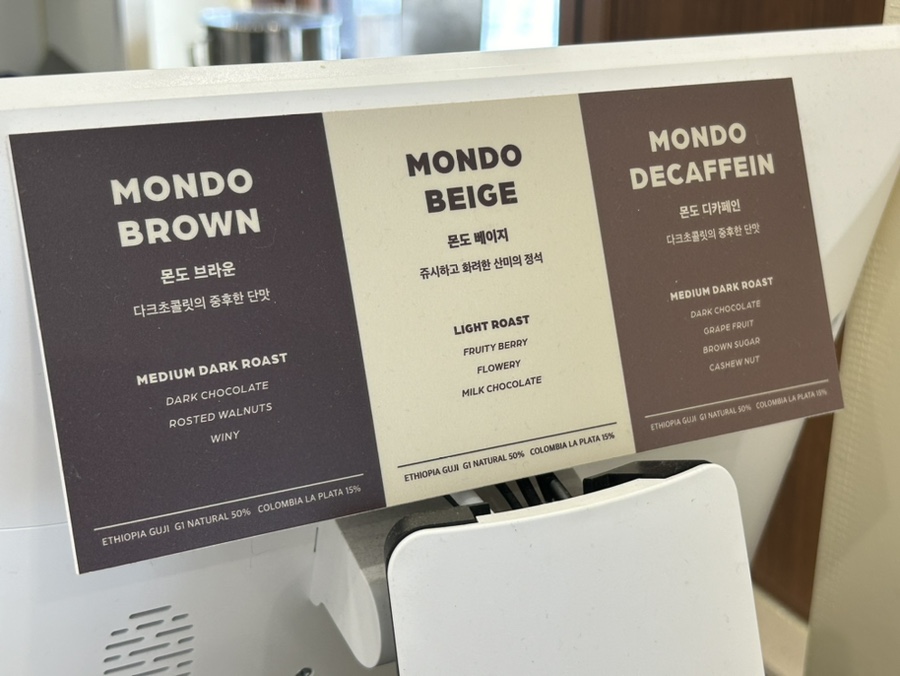 MONDO
BROWN
몬도 브라운
다크초콜릿의 중후한 단맛
MEDIUM DARK ROAST
DARK CHOCOLATE
ROSTED WALNUTS
WINY
ETHIOPIA GUJI G1 NATURAL 50% COLOMBIA LA PLATA 15%
MONDO
BEIGE
몬도 베이지
쥬시하고 화려한 산미의 정석
LIGHT ROAST
FRUITY BERRY
FLOWERY
MILK CHOCOLATE
ETHIOPIA GUJI G1 NATURAL 50% COLOMBIA LA PLATA 15%
MONDO
DECAFFEIN
몬도 디카페인
다크초콜릿의 중후한 단맛
MEDIUM DARK ROAST
DARK CHOCOLATE
GRAPE FRUIT
BROWN SUGAR
CASHEW NUT
ETHIOPIA GUJI G1 NATURAL 50% COLOMBIA LA PLATA 15%